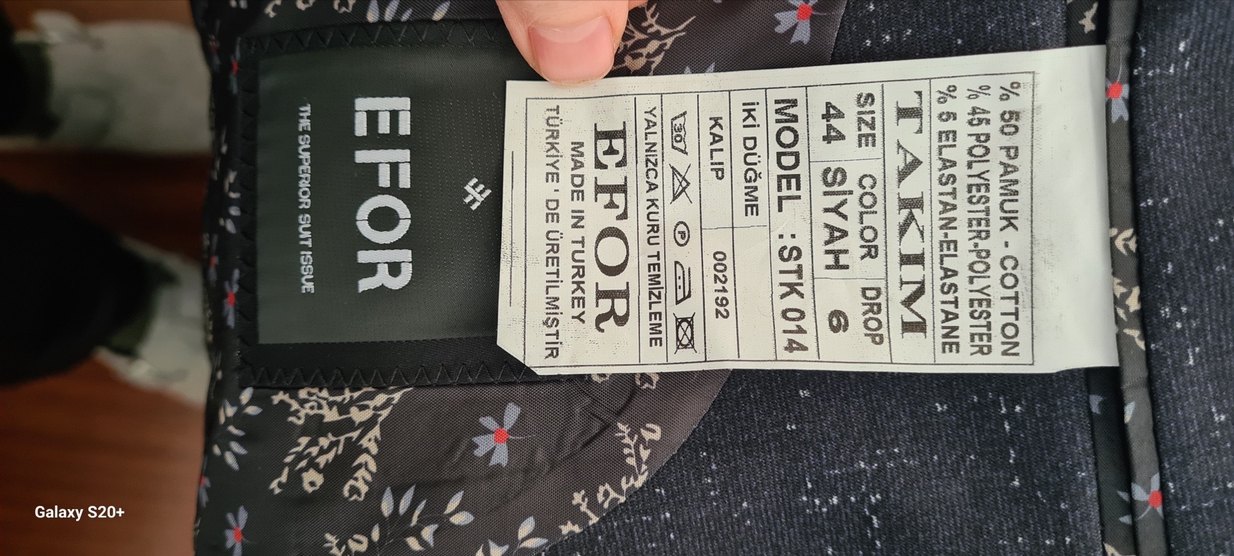 EFOR
THE SUPERIOR SUIT ISSUE
% 50 PAMUK - COTTON
% 45 POLYESTER-POLYESTER
% 5 ELASTAN-ELASTANE
TAKIM
SIZE COLOR DROP
44 SİYAH 6
MODEL :STK 014
İKİ DÜĞME
KALIP 002192
30 P
YALNIZCA KURU TEMİZLEME
EFOR
MADE IN TURKEY
TÜRKİYE ' DE ÜRETİLMİŞTİR
Galaxy S20+